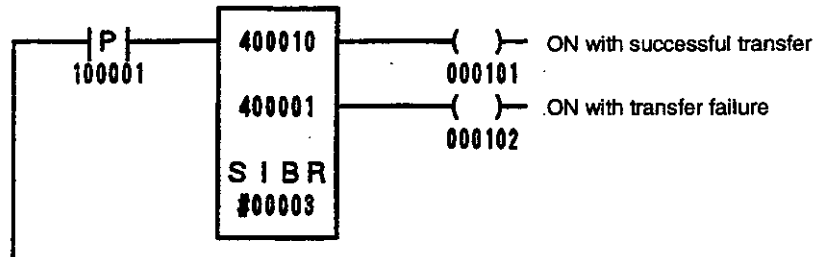 P
100001
400010
( )
ON with successful transfer
000101
400001
( )
ON with transfer failure
000102
SIBR
#00003